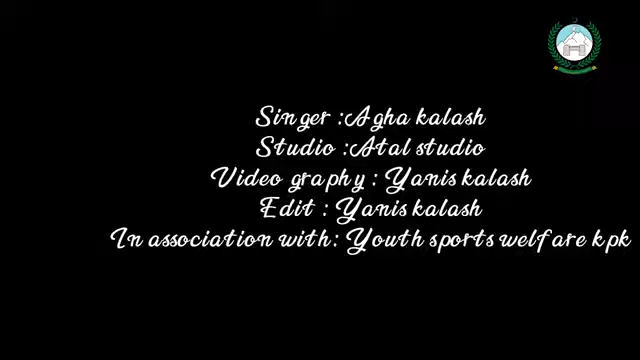 Singer :Agha kalash
Studio :Atal studio
Video graphy : Yanis kalash
Edit : Yanis kalash
In association with: Youth sports welfare kpk